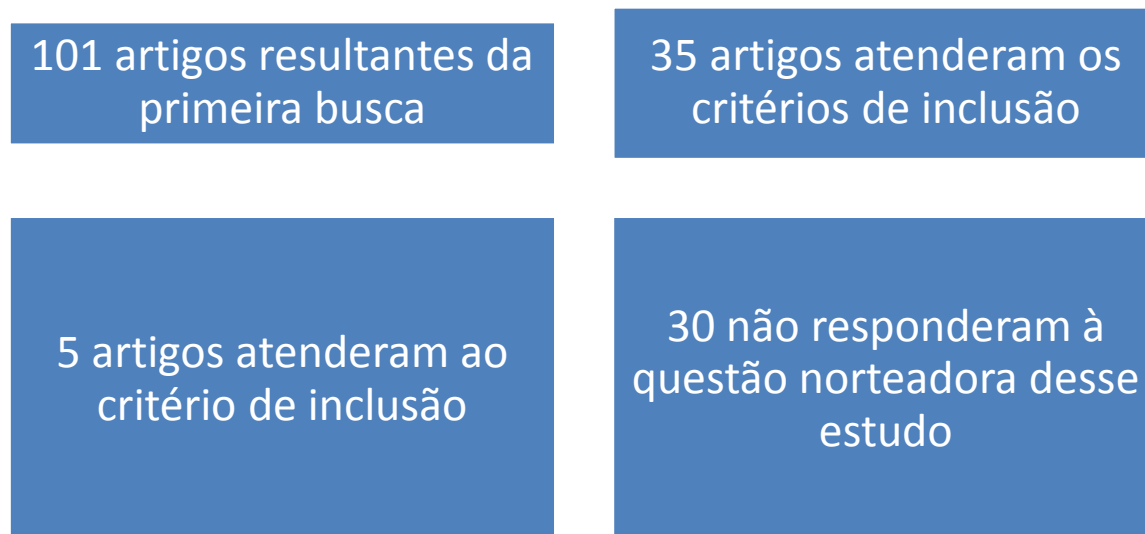 101 artigos resultantes da
primeira busca
35 artigos atenderam os
critérios de inclusão
5 artigos atenderam ao
critério de inclusão
30 não responderam à
questão norteadora desse
estudo